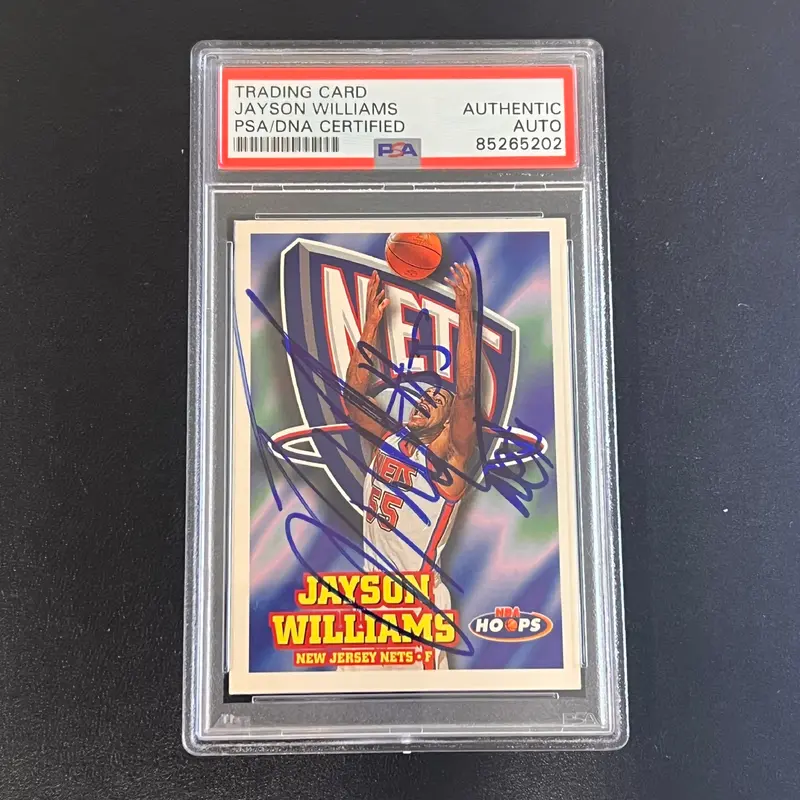 TRADING CARD
JAYSON WILLIAMS
PSA/DNA CERTIFIED
AUTHENTIC
AUTO
85265202
PSA
NETS
NETS
55
JAYSON
WILLIAMS
NEW JERSEY NETS • F
NBA
HOOPS